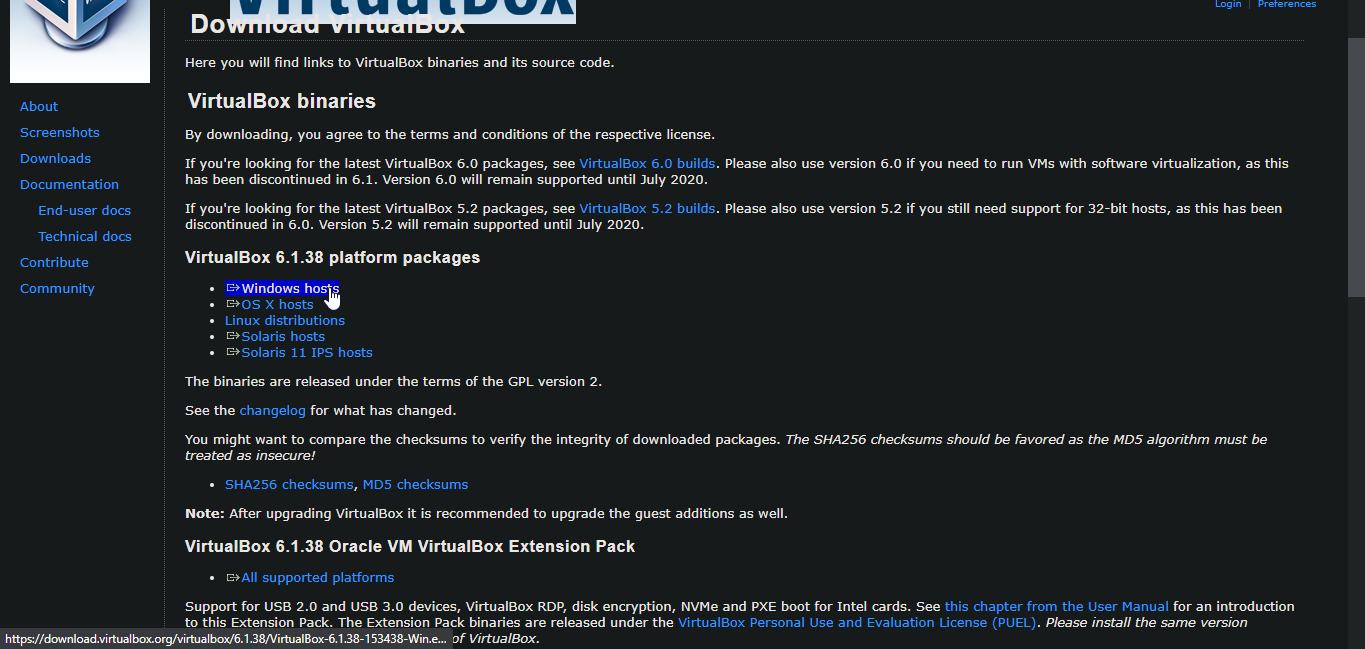 VirtualBox
Login | Preferences
Download VirtualBox
Here you will find links to VirtualBox binaries and its source code.
VirtualBox binaries
By downloading, you agree to the terms and conditions of the respective license.
If you're looking for the latest VirtualBox 6.0 packages, see VirtualBox 6.0 builds. Please also use version 6.0 if you need to run VMs with software virtualization, as this
has been discontinued in 6.1. Version 6.0 will remain supported until July 2020.
If you're looking for the latest VirtualBox 5.2 packages, see VirtualBox 5.2 builds. Please also use version 5.2 if you still need support for 32-bit hosts, as this has been
discontinued in 6.0. Version 5.2 will remain supported until July 2020.
VirtualBox 6.1.38 platform packages
Windows hosts
OS X hosts
Linux distributions
Solaris hosts
Solaris 11 IPS hosts
The binaries are released under the terms of the GPL version 2.
See the changelog for what has changed.
You might want to compare the checksums to verify the integrity of downloaded packages. The SHA256 checksums should be favored as the MD5 algorithm must be
treated as insecure!
SHA256 checksums, MD5 checksums
Note: After upgrading VirtualBox it is recommended to upgrade the guest additions as well.
VirtualBox 6.1.38 Oracle VM VirtualBox Extension Pack
All supported platforms
Support for USB 2.0 and USB 3.0 devices, VirtualBox RDP, disk encryption, NVMe and PXE boot for Intel cards. See this chapter from the User Manual for an introduction
to this Extension Pack. The Extension Pack binaries are released under the VirtualBox Personal Use and Evaluation License (PUEL). Please install the same version
of VirtualBox.
About
Screenshots
Downloads
Documentation
End-user docs
Technical docs
Contribute
Community
https://download.virtualbox.org/virtualbox/6.1.38/VirtualBox-6.1.38-153438-Win.e...